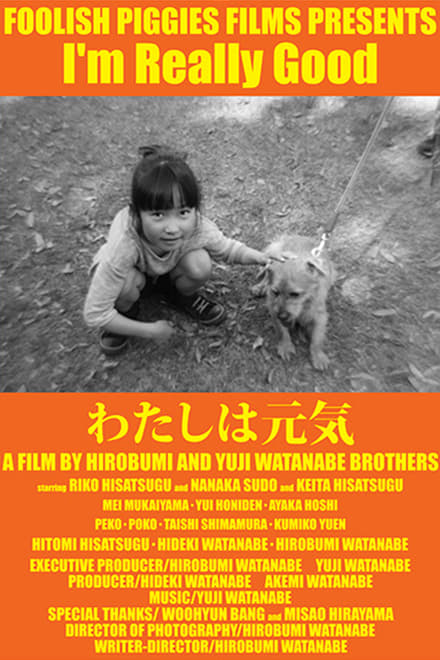 FOOLISH PIGGIES FILMS PRESENTS
I'm Really Good
わたしは元気
A FILM BY HIROBUMI AND YUJI WATANABE BROTHERS
starring RIKO HISATSUGU and NANAKA SUDO and KEITA HISATSUGU
MEI MUKAIYAMA・YUI HONIDEN・AYAKA HOSHI
PEKO・POKO・TAISHI SHIMAMURA・KUMIKO YUEN
HITOMI HISATSUGU・HIDEKI WATANABE・HIROBUMI WATANABE
EXECUTIVE PRODUCER/HIROBUMI WATANABE YUJI WATANABE
PRODUCER/HIDEKI WATANABE AKEMI WATANABE
MUSIC/YUJI WATANABE
SPECIAL THANKS/ WOOHYUN BANG and MISAO HIRAYAMA
DIRECTOR OF PHOTOGRAPHY/HIROBUMI WATANABE
WRITER-DIRECTOR/HIROBUMI WATANABE